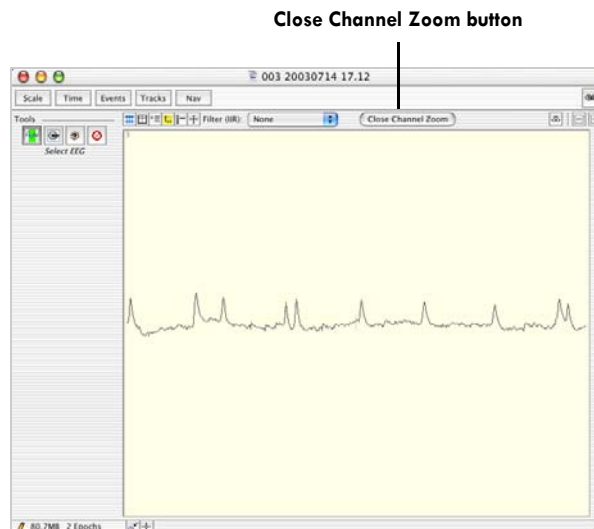 Close Channel Zoom button
003 20030714 17.12
Scale Time Events Tracks Nav
Tools
Filter (IIR): None Close Channel Zoom
Select EEG
1
80.7MB 2 Epochs